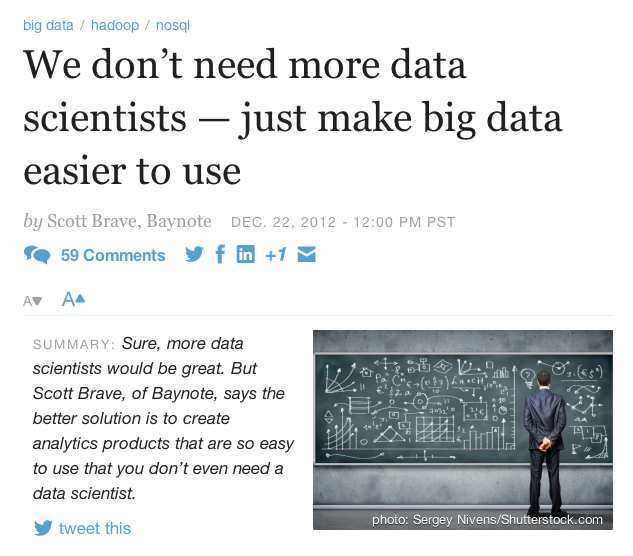 big data / hadoop / nosql
We don't need more data
scientists — just make big data
easier to use
by Scott Brave, Baynote DEC. 22, 2012 - 12:00 PM PST
59 Comments +1
A▾ A▴
SUMMARY: Sure, more data
scientists would be great. But
Scott Brave, of Baynote, says the
better solution is to create
analytics products that are so easy
to use that you don't even need a
data scientist.
tweet this
photo: Sergey Nivens/Shutterstock.com